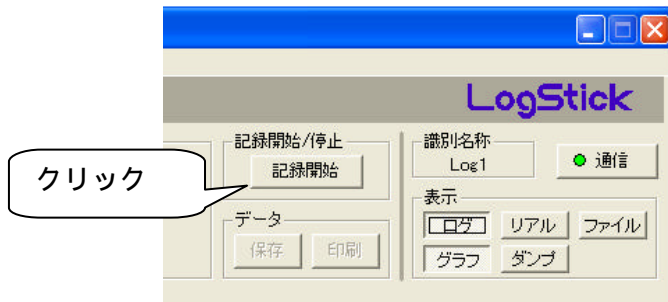 LogStick
クリック
記録開始/停止
記録開始
データ
保存 印刷
識別名称
Log1
通信
表示
ログ リアル ファイル
グラフ ダンプ